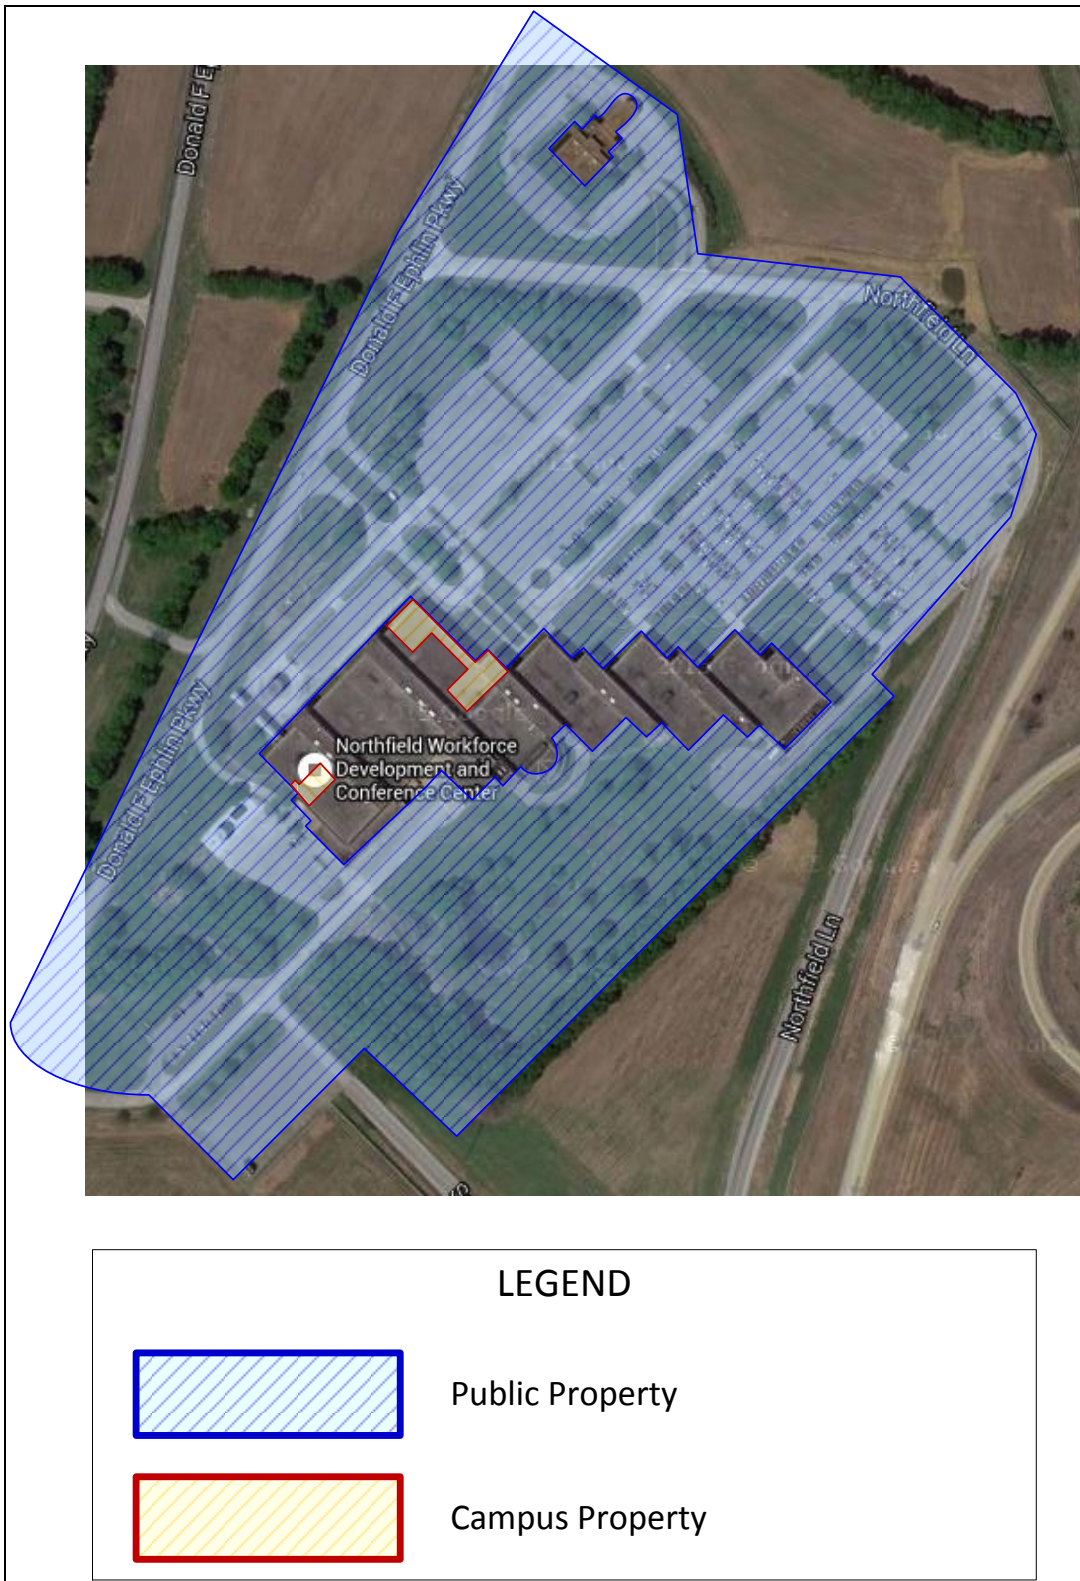 Donald F Ep
Donald F Ephlin Pkwy
Northfield Ln
Northfield Workforce
Development and
Conference Center
Donald F Ephlin Pkwy
Northfield Ln
LEGEND
Public Property
Campus Property